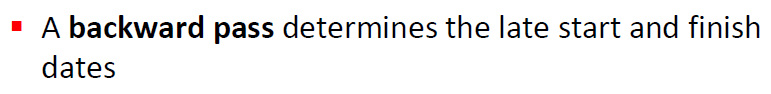 ▪ A backward pass determines the late start and finish
dates